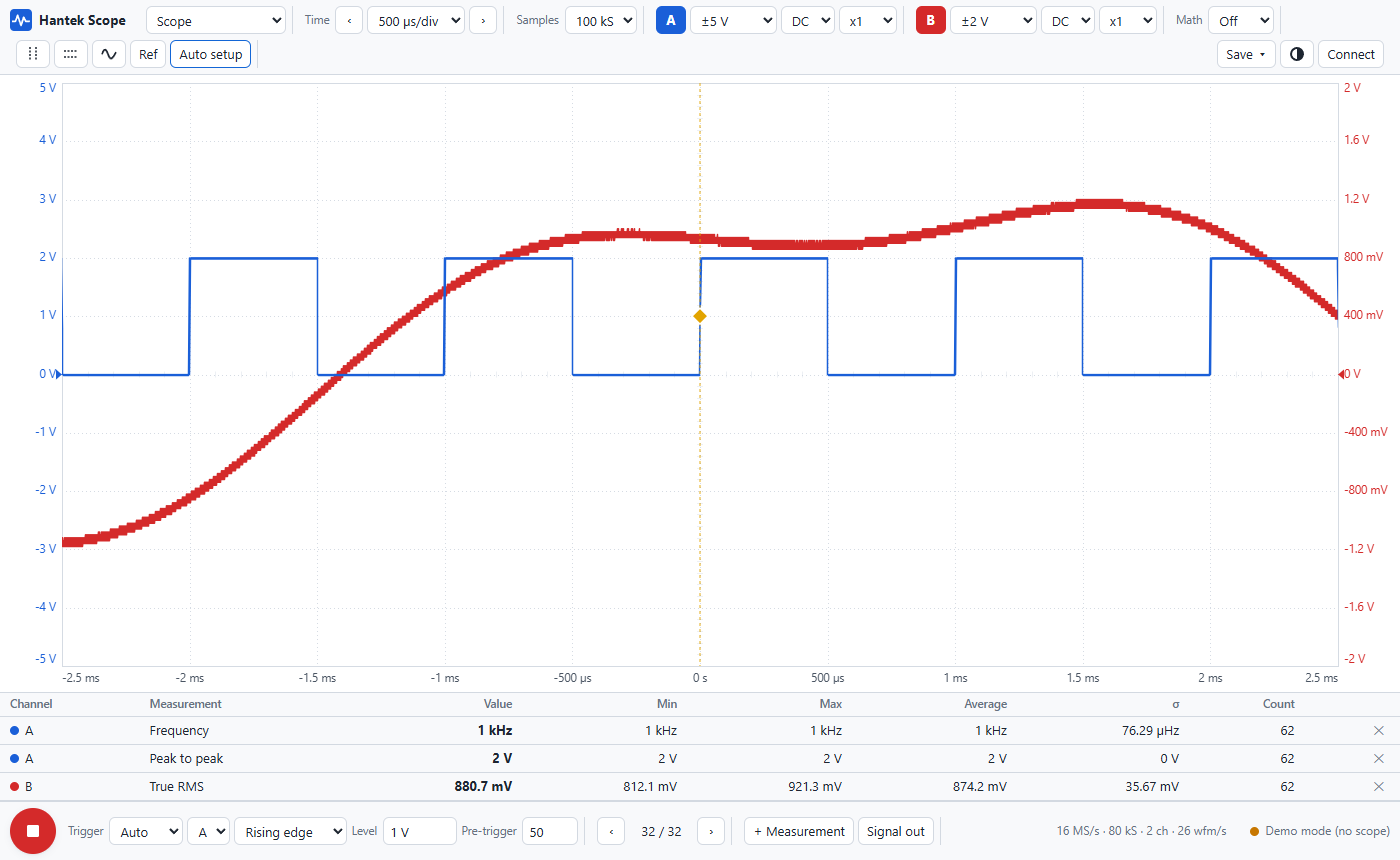 Hantek Scope Scope Time ‹ 500 µs/div › Samples 100 kS A ±5 V DC x1 B ±2 V DC x1 Math Off
Ref Auto setup Save Connect
5 V 2 V
4 V 1.6 V
3 V 1.2 V
2 V 800 mV
1 V 400 mV
0 V 0 V
-1 V -400 mV
-2 V -800 mV
-3 V -1.2 V
-4 V -1.6 V
-5 V -2 V
-2.5 ms -2 ms -1.5 ms -1 ms -500 µs 0 s 500 µs 1 ms 1.5 ms 2 ms 2.5 ms
Channel Measurement Value Min Max Average σ Count
A Frequency 1 kHz 1 kHz 1 kHz 1 kHz 76.29 µHz 62
A Peak to peak 2 V 2 V 2 V 2 V 0 V 62
B True RMS 880.7 mV 812.1 mV 921.3 mV 874.2 mV 35.67 mV 62
Trigger Auto A Rising edge Level 1 V Pre-trigger 50 ‹ 32 / 32 › + Measurement Signal out 16 MS/s · 80 kS · 2 ch · 26 wfm/s Demo mode (no scope)